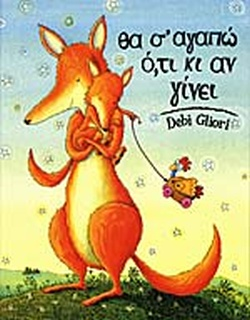 θα σ' αγαπώ
ό,τι κι αν
γίνει
Debi Gliori